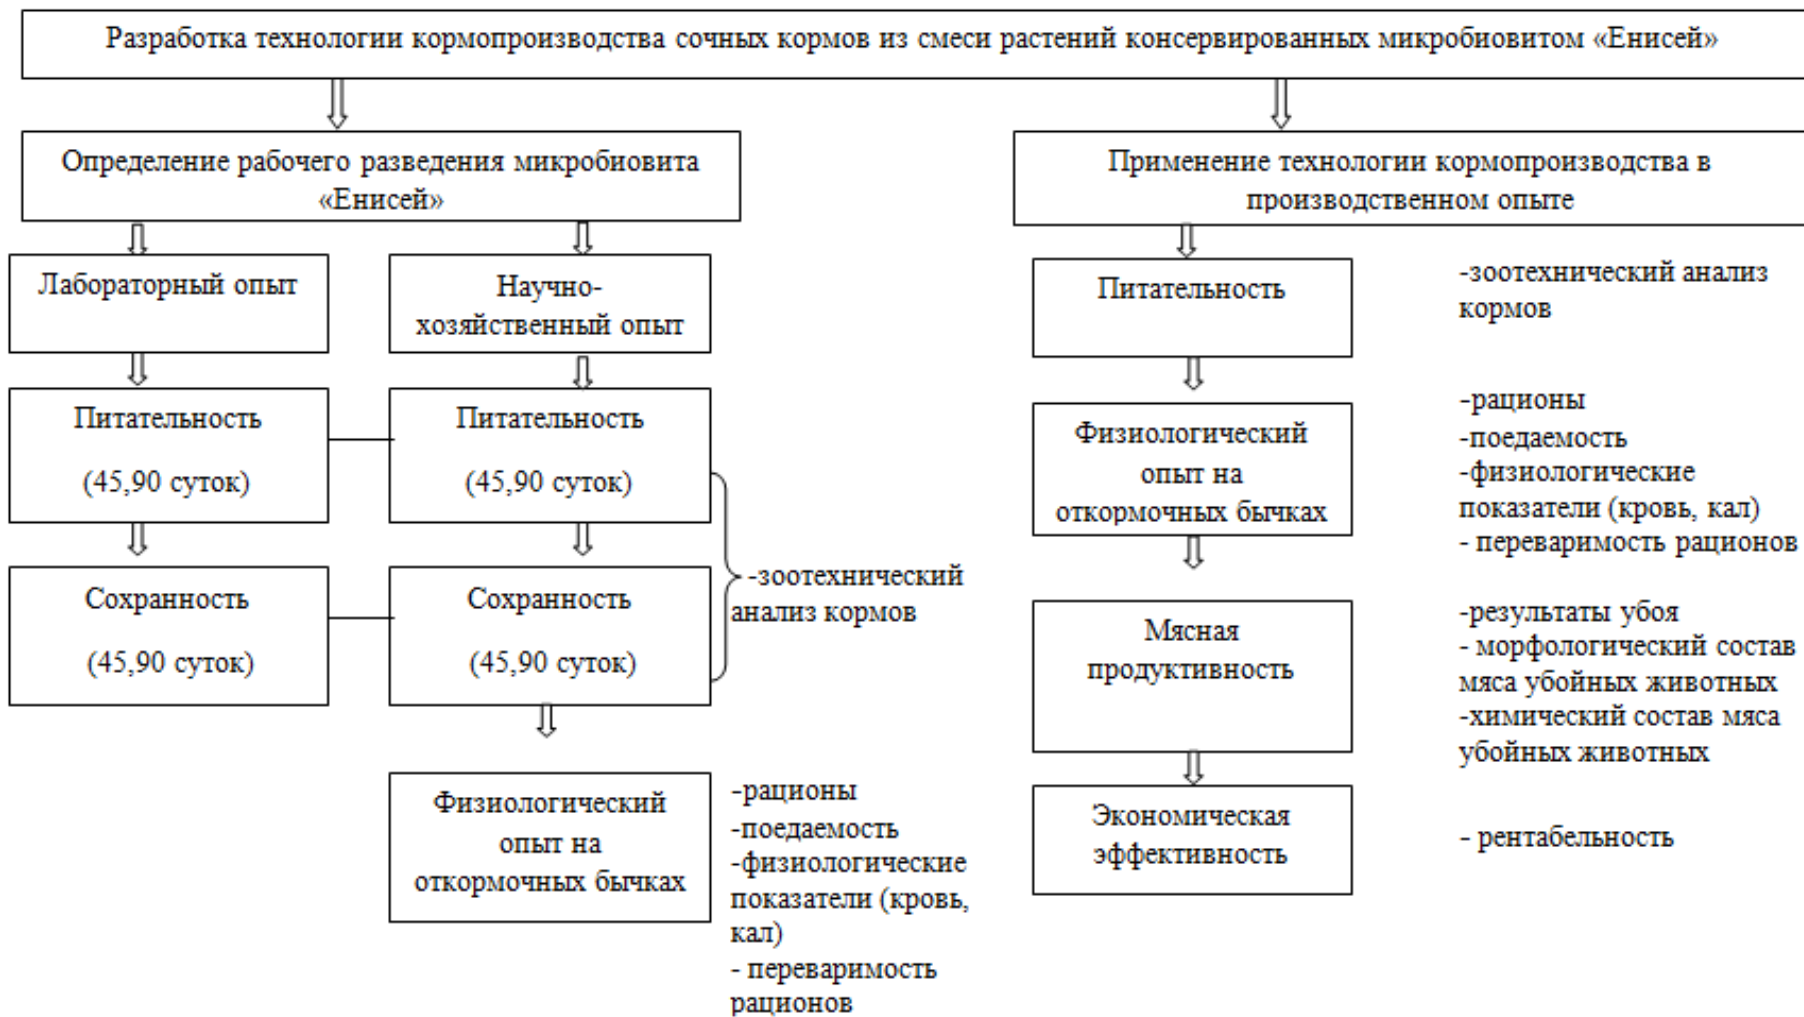 Разработка технологии кормопроизводства сочных кормов из смеси растений консервированных микробиовитом «Енисей»
Определение рабочего разведения микробиовита
«Енисей»
Лабораторный опыт
Научно-
хозяйственный опыт
Питательность
(45,90 суток)
Питательность
(45,90 суток)
Сохранность
(45,90 суток)
Сохранность
(45,90 суток)
-зоотехнический
анализ кормов
Физиологический
опыт на
откормочных бычках
-рационы
-поедаемость
-физиологические
показатели (кровь,
кал)
- переваримость
рационов
Применение технологии кормопроизводства в
производственном опыте
Питательность
-зоотехнический анализ
кормов
Физиологический
опыт на
откормочных бычках
-рационы
-поедаемость
-физиологические
показатели (кровь, кал)
- переваримость рационов
Мясная
продуктивность
-результаты убоя
- морфологический состав
мяса убойных животных
-химический состав мяса
убойных животных
Экономическая
эффективность
- рентабельность